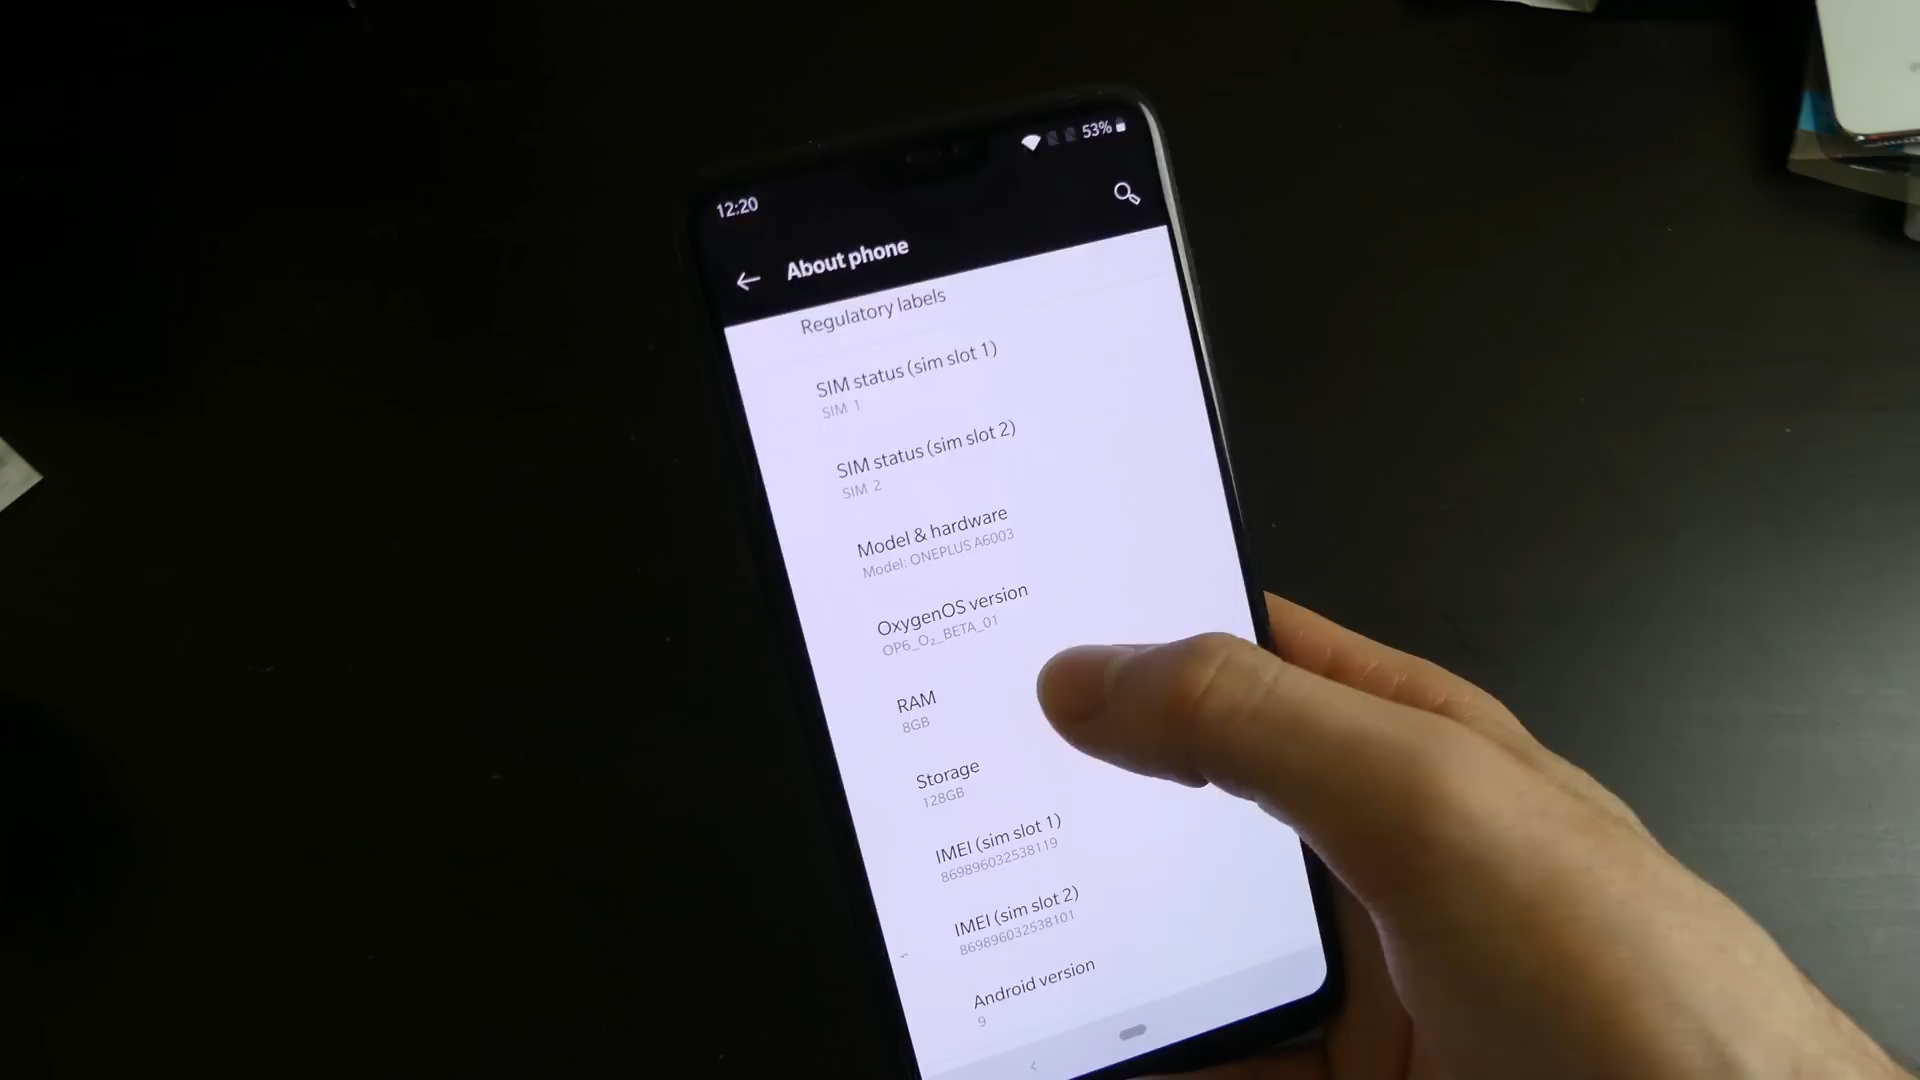 12:20
53%
About phone
Regulatory labels
SIM status (sim slot 1)
SIM 1
SIM status (sim slot 2)
SIM 2
Model & hardware
Model: ONEPLUS A6003
OxygenOS version
OP6_O₂_BETA_01
RAM
8GB
Storage
128GB
IMEI (sim slot 1)
869896032538119
IMEI (sim slot 2)
869896032538101
Android version
9